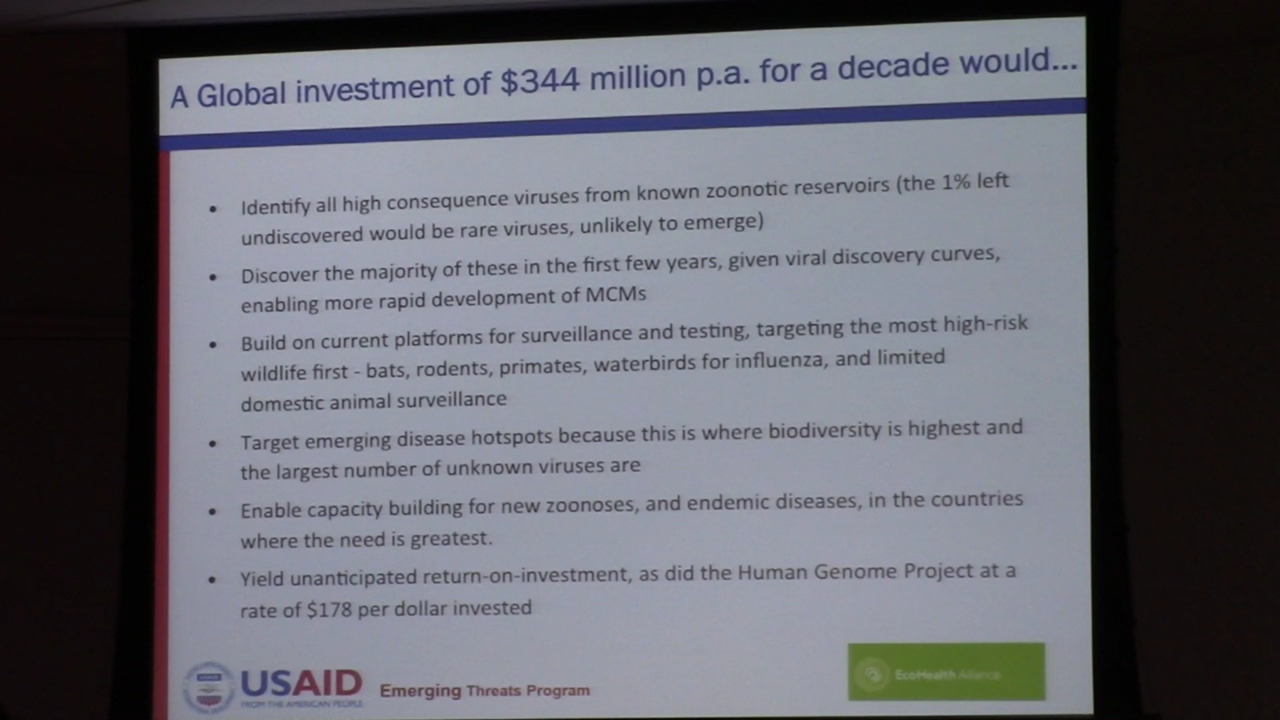 A Global investment of $344 million p.a. for a decade would...
• Identify all high consequence viruses from known zoonotic reservoirs (the 1% left
undiscovered would be rare viruses, unlikely to emerge)
• Discover the majority of these in the first few years, given viral discovery curves,
enabling more rapid development of MCMs
• Build on current platforms for surveillance and testing, targeting the most high-risk
wildlife first - bats, rodents, primates, waterbirds for influenza, and limited
domestic animal surveillance
• Target emerging disease hotspots because this is where biodiversity is highest and
the largest number of unknown viruses are
• Enable capacity building for new zoonoses, and endemic diseases, in the countries
where the need is greatest.
• Yield unanticipated return-on-investment, as did the Human Genome Project at a
rate of $178 per dollar invested
USAID
FROM THE AMERICAN PEOPLE
Emerging Threats Program
EcoHealth Alliance